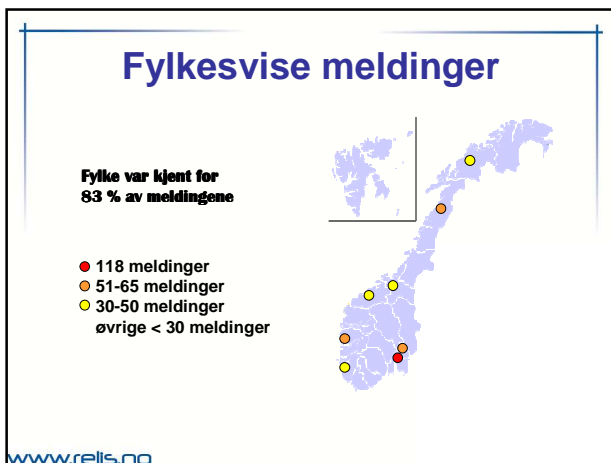 Fylkesvise meldinger
Fylke var kjent for
83 % av meldingene
118 meldinger
51-65 meldinger
30-50 meldinger
øvrige < 30 meldinger
www.relis.no